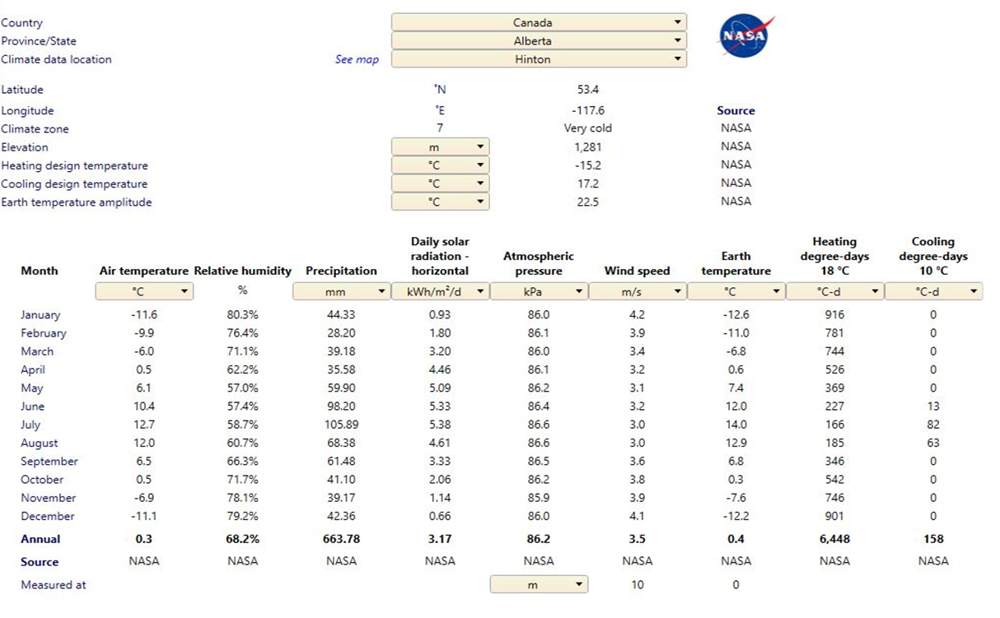 Country Canada
Province/State Alberta
Climate data location See map Hinton
NASA
Latitude °N 53.4
Longitude °E -117.6 Source
Climate zone 7 Very cold NASA
Elevation m 1,281 NASA
Heating design temperature °C -15.2 NASA
Cooling design temperature °C 17.2 NASA
Earth temperature amplitude °C 22.5 NASA
Month Air temperature Relative humidity Precipitation Daily solar radiation - horizontal Atmospheric pressure Wind speed Earth temperature Heating degree-days 18 °C Cooling degree-days 10 °C
°C % mm kWh/m²/d kPa m/s °C °C-d °C-d
January -11.6 80.3% 44.33 0.93 86.0 4.2 -12.6 916 0
February -9.9 76.4% 28.20 1.80 86.1 3.9 -11.0 781 0
March -6.0 71.1% 39.18 3.20 86.0 3.4 -6.8 744 0
April 0.5 62.2% 35.58 4.46 86.1 3.2 0.6 526 0
May 6.1 57.0% 59.90 5.09 86.2 3.1 7.4 369 0
June 10.4 57.4% 98.20 5.33 86.4 3.2 12.0 227 13
July 12.7 58.7% 105.89 5.38 86.6 3.0 14.0 166 82
August 12.0 60.7% 68.38 4.61 86.6 3.0 12.9 185 63
September 6.5 66.3% 61.48 3.33 86.5 3.6 6.8 346 0
October 0.5 71.7% 41.10 2.06 86.2 3.8 0.3 542 0
November -6.9 78.1% 39.17 1.14 85.9 3.9 -7.6 746 0
December -11.1 79.2% 42.36 0.66 86.0 4.1 -12.2 901 0
Annual 0.3 68.2% 663.78 3.17 86.2 3.5 0.4 6,448 158
Source NASA NASA NASA NASA NASA NASA NASA NASA NASA
Measured at m 10 0